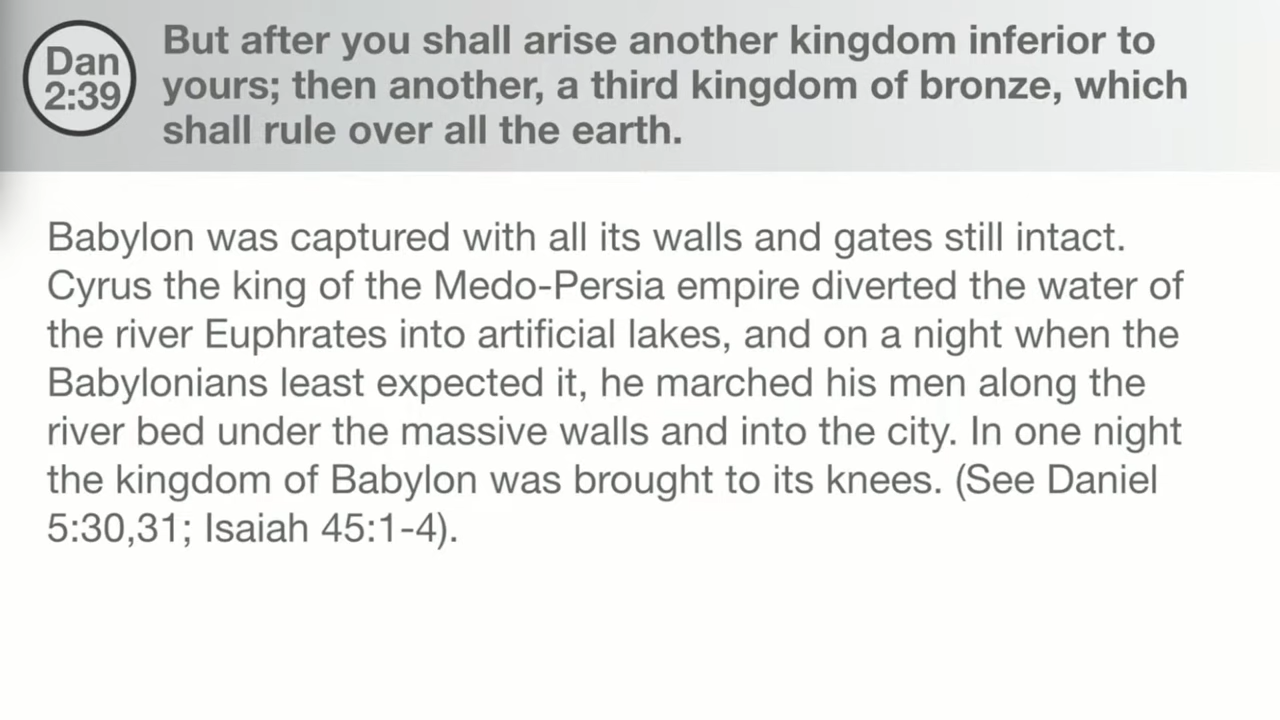 Dan
2:39
But after you shall arise another kingdom inferior to
yours; then another, a third kingdom of bronze, which
shall rule over all the earth.
Babylon was captured with all its walls and gates still intact.
Cyrus the king of the Medo-Persia empire diverted the water of
the river Euphrates into artificial lakes, and on a night when the
Babylonians least expected it, he marched his men along the
river bed under the massive walls and into the city. In one night
the kingdom of Babylon was brought to its knees. (See Daniel
5:30,31; Isaiah 45:1-4).